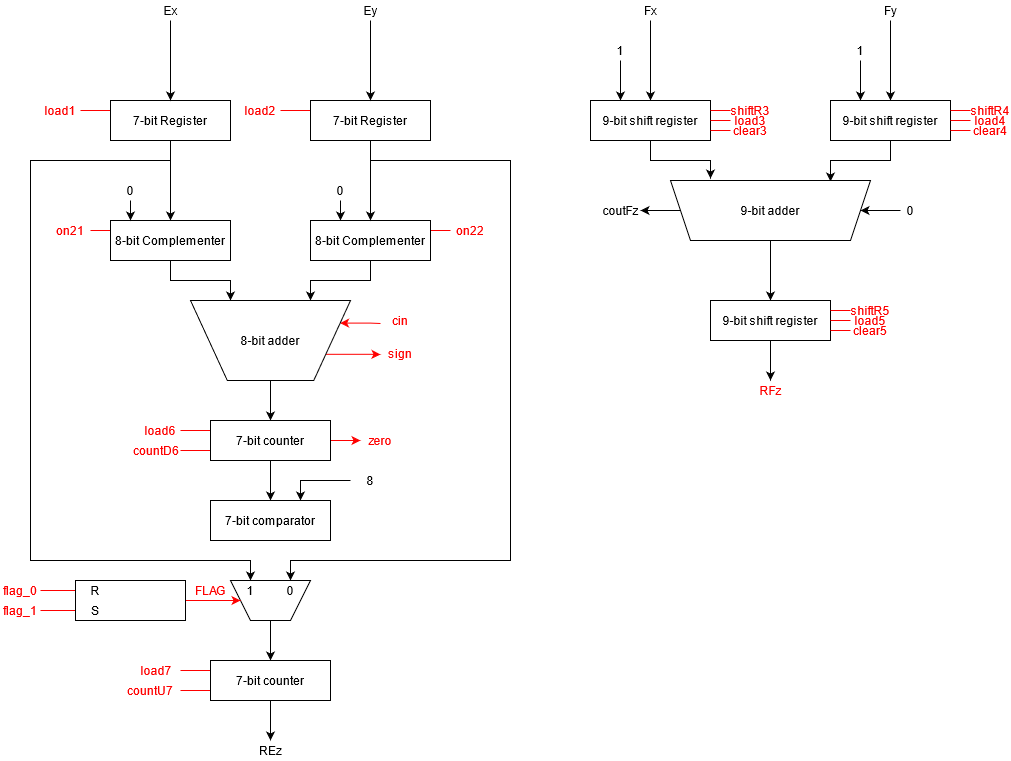 Ex Ey Fx Fy
1 1
load1 7-bit Register load2 7-bit Register 9-bit shift register shiftR3 load3 clear3 9-bit shift register shiftR4 load4 clear4
0 0
on21 8-bit Complementer 8-bit Complementer on22
coutFz 9-bit adder 0
cin
8-bit adder
sign
9-bit shift register shiftR5 load5 clear5
RFz
load6
countD6 7-bit counter zero
8
7-bit comparator
flag_0 R FLAG 1 0
flag_1 S
load7
countU7 7-bit counter
REz